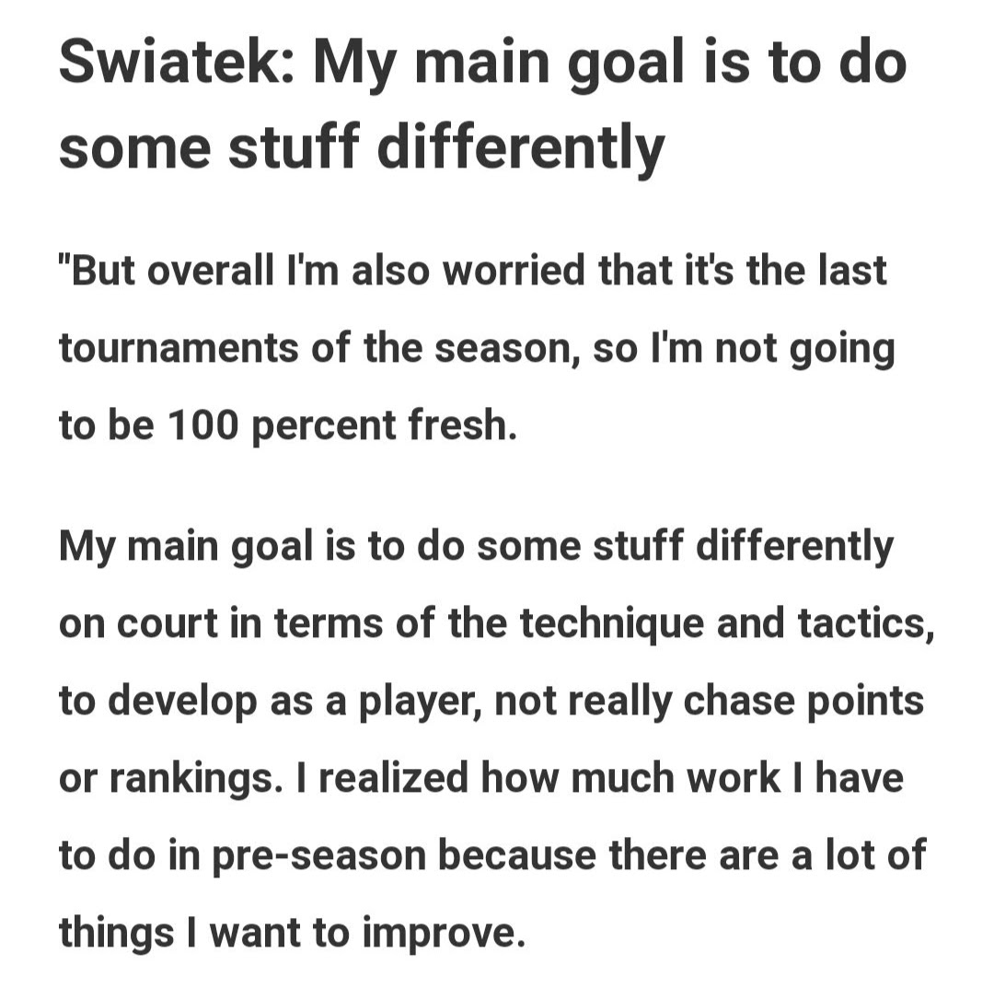 Swiatek: My main goal is to do
some stuff differently
"But overall I'm also worried that it's the last
tournaments of the season, so I'm not going
to be 100 percent fresh.
My main goal is to do some stuff differently
on court in terms of the technique and tactics,
to develop as a player, not really chase points
or rankings. I realized how much work I have
to do in pre-season because there are a lot of
things I want to improve.